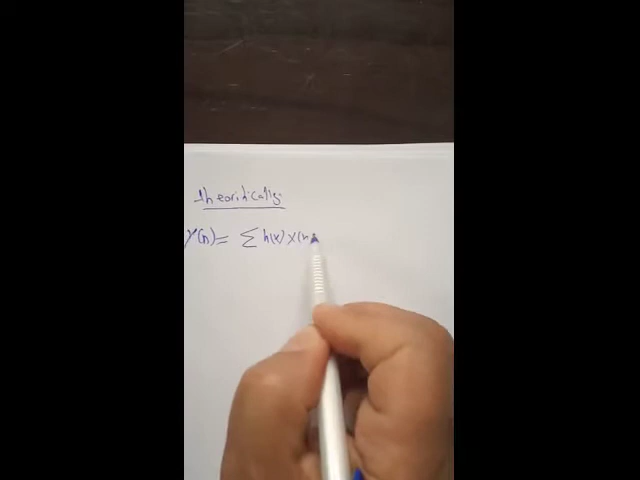 theoritically
y(n) = Σ h(k) x(n